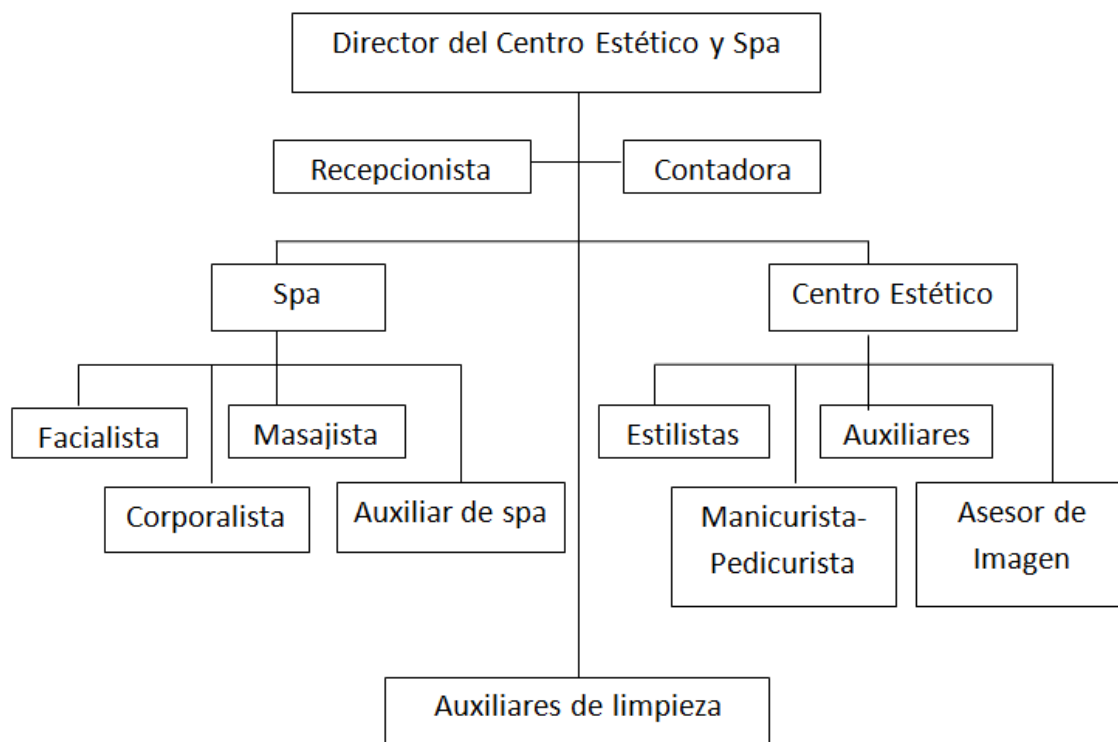 Director del Centro Estético y Spa
Recepcionista
Contadora
Spa
Centro Estético
Facialista
Masajista
Estilistas
Auxiliares
Corporalista
Auxiliar de spa
Manicurista-
Pedicurista
Asesor de
Imagen
Auxiliares de limpieza